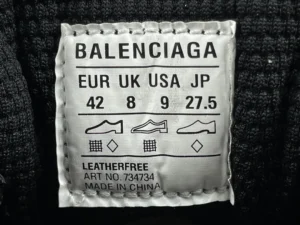 BALENCIAGA
EUR UK USA JP
42 8 9 27.5
LEATHERFREE
ART NO. 734734
MADE IN CHINA